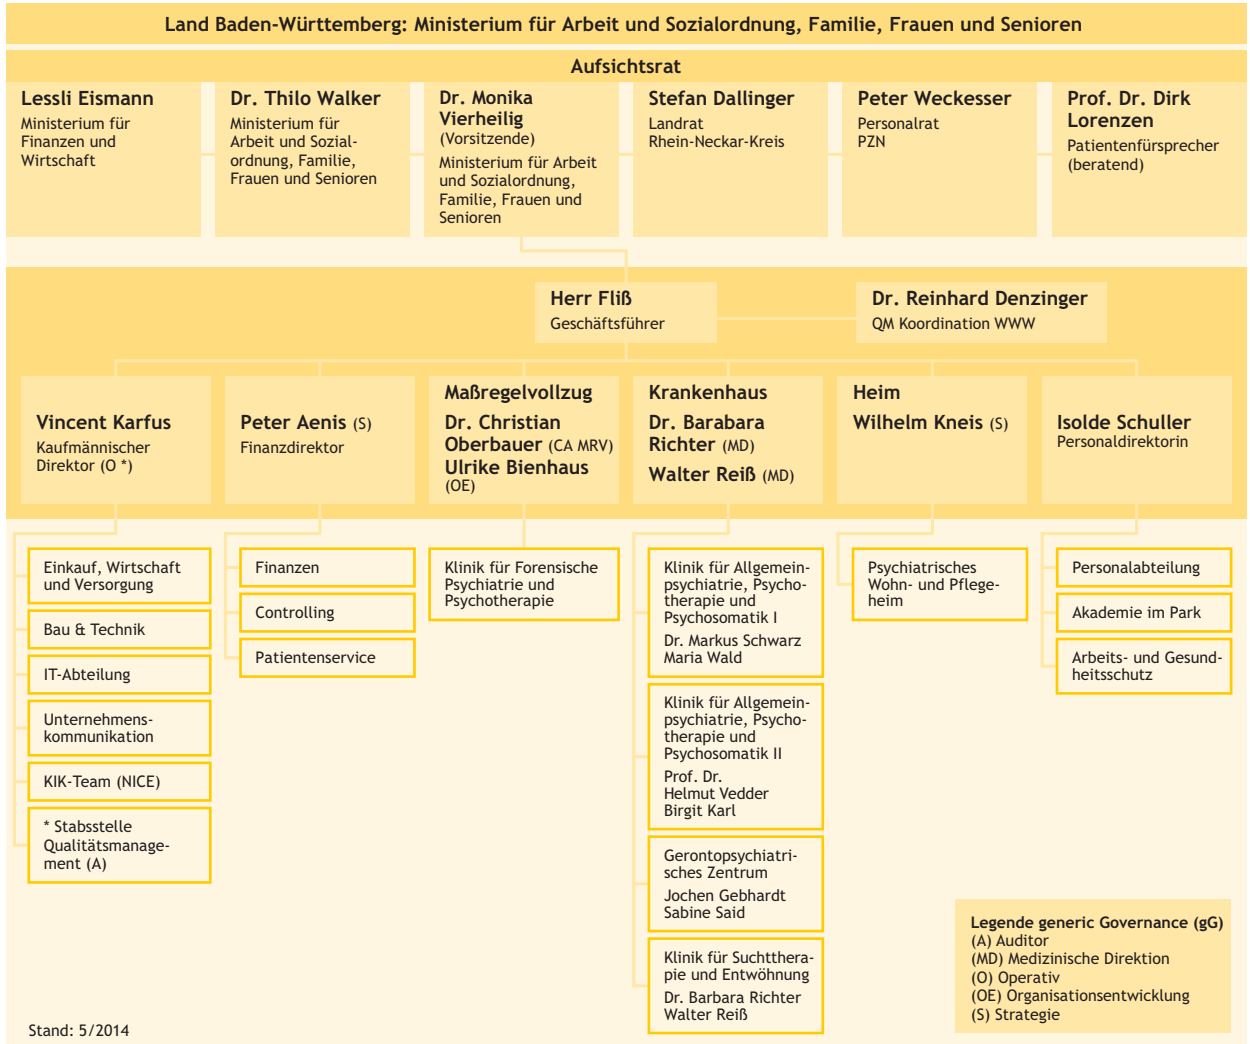 Land Baden-Württemberg: Ministerium für Arbeit und Sozialordnung, Familie, Frauen und Senioren
Aufsichtsrat
Lessli Eismann
Ministerium für
Finanzen und
Wirtschaft
Dr. Thilo Walker
Ministerium für
Arbeit und Sozial-
ordnung, Familie,
Frauen und Senioren
Dr. Monika
Vierheilig
(Vorsitzende)
Ministerium für Arbeit
und Sozialordnung,
Familie, Frauen und
Senioren
Stefan Dallinger
Landrat
Rhein-Neckar-Kreis
Peter Weckesser
Personalrat
PZN
Prof. Dr. Dirk
Lorenzen
Patientenfürsprecher
(beratend)
Herr Fliß
Geschäftsführer
Dr. Reinhard Denzinger
QM Koordination WWW
Vincent Karfus
Kaufmännischer
Direktor (O *)
Peter Aenis (S)
Finanzdirektor
Maßregelvollzug
Dr. Christian
Oberbauer (CA MRV)
Ulrike Bienhaus
(OE)
Krankenhaus
Dr. Barabara
Richter (MD)
Walter Reiß (MD)
Heim
Wilhelm Kneis (S)
Isolde Schuller
Personaldirektorin
Einkauf, Wirtschaft
und Versorgung
Bau & Technik
IT-Abteilung
Unternehmens-
kommunikation
KIK-Team (NICE)
* Stabsstelle
Qualitätsmanage-
ment (A)
Finanzen
Controlling
Patientenservice
Klinik für Forensische
Psychiatrie und
Psychotherapie
Klinik für Allgemein-
psychiatrie, Psycho-
therapie und
Psychosomatik I
Dr. Markus Schwarz
Maria Wald
Klinik für Allgemein-
psychiatrie, Psycho-
therapie und
Psychosomatik II
Prof. Dr.
Helmut Vedder
Birgit Karl
Gerontopsychiatri-
sches Zentrum
Jochen Gebhardt
Sabine Said
Klinik für Suchtthera-
pie und Entwöhnung
Dr. Barbara Richter
Walter Reiß
Psychiatrisches
Wohn- und Pflege-
heim
Personalabteilung
Akademie im Park
Arbeits- und Gesund-
heitsschutz
Legende generic Governance (gG)
(A) Auditor
(MD) Medizinische Direktion
(O) Operativ
(OE) Organisationsentwicklung
(S) Strategie
Stand: 5/2014